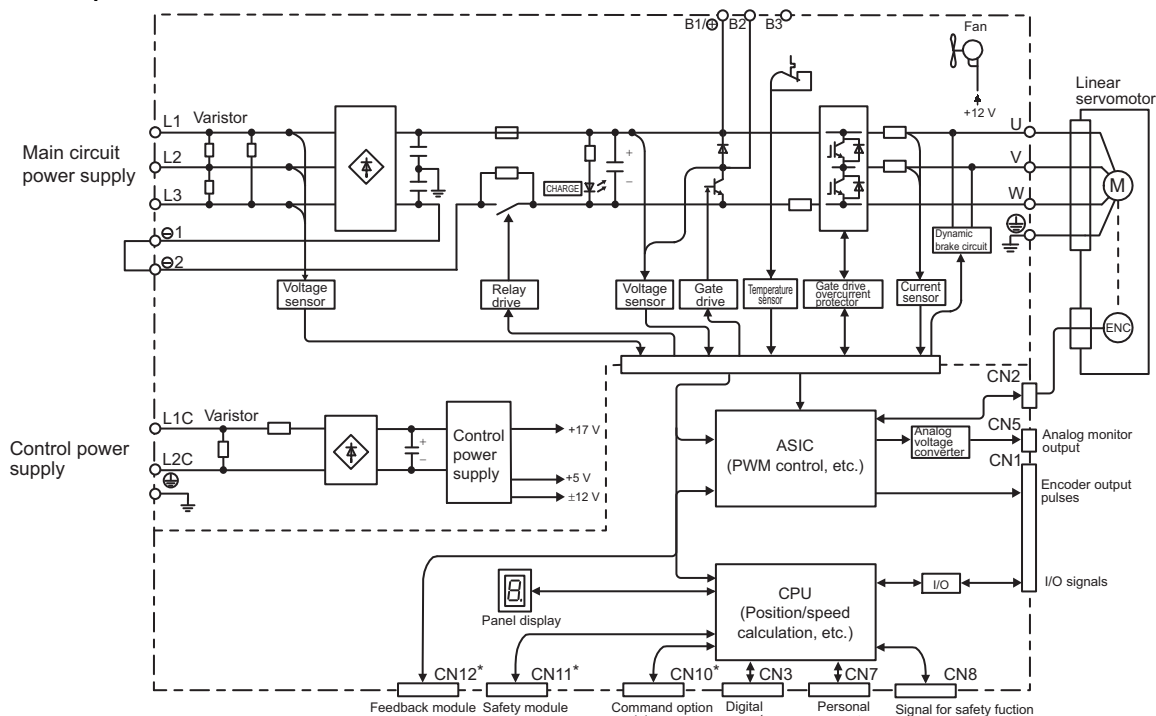 B1/⊕ B2 B3
Fan
+12 V
Linear
servomotor
L1 Varistor
L2
L3
Main circuit
power supply
+
–
CHARGE
U
V
W
M
⊖1
⊖2
Dynamic
brake circuit
Voltage
sensor
Relay
drive
Voltage
sensor
Gate
drive
Temperature
sensor
Gate drive
overcurrent
protector
Current
sensor
ENC
CN2
L1C Varistor
L2C
Control power
supply
+
–
Control
power
supply
+17 V
+5 V
±12 V
ASIC
(PWM control, etc.)
Analog
voltage
converter
CN5
Analog monitor
output
CN1
Encoder output
pulses
8.
Panel display
CPU
(Position/speed
calculation, etc.)
I/O
I/O signals
CN12* CN11* CN10* CN3 CN7 CN8
Feedback module Safety module Command option Digital Personal Signal for safety fuction